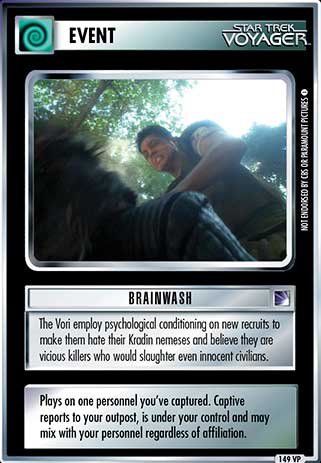 EVENT
STAR TREK
VOYAGER
NOT ENDORSED BY CBS OR PARAMOUNT PICTURES
BRAINWASH
The Vori employ psychological conditioning on new recruits to
make them hate their Kradin nemeses and believe they are
vicious killers who would slaughter even innocent civilians.
Plays on one personnel you've captured. Captive
reports to your outpost, is under your control and may
mix with your personnel regardless of affiliation.
149 VP